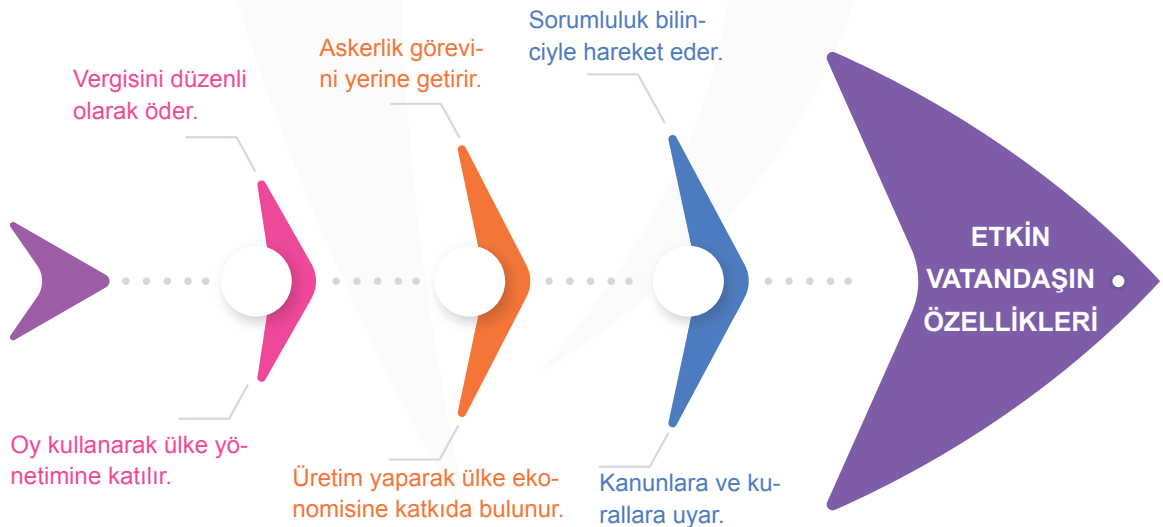 Vergisini düzenli
olarak öder.
Askerlik görevi-
ni yerine getirir.
Sorumluluk bilin-
ciyle hareket eder.
Oy kullanarak ülke yö-
netimine katılır.
Üretim yaparak ülke eko-
nomisine katkıda bulunur.
Kanunlara ve ku-
rallara uyar.
ETKİN
VATANDAŞIN
ÖZELLİKLERİ